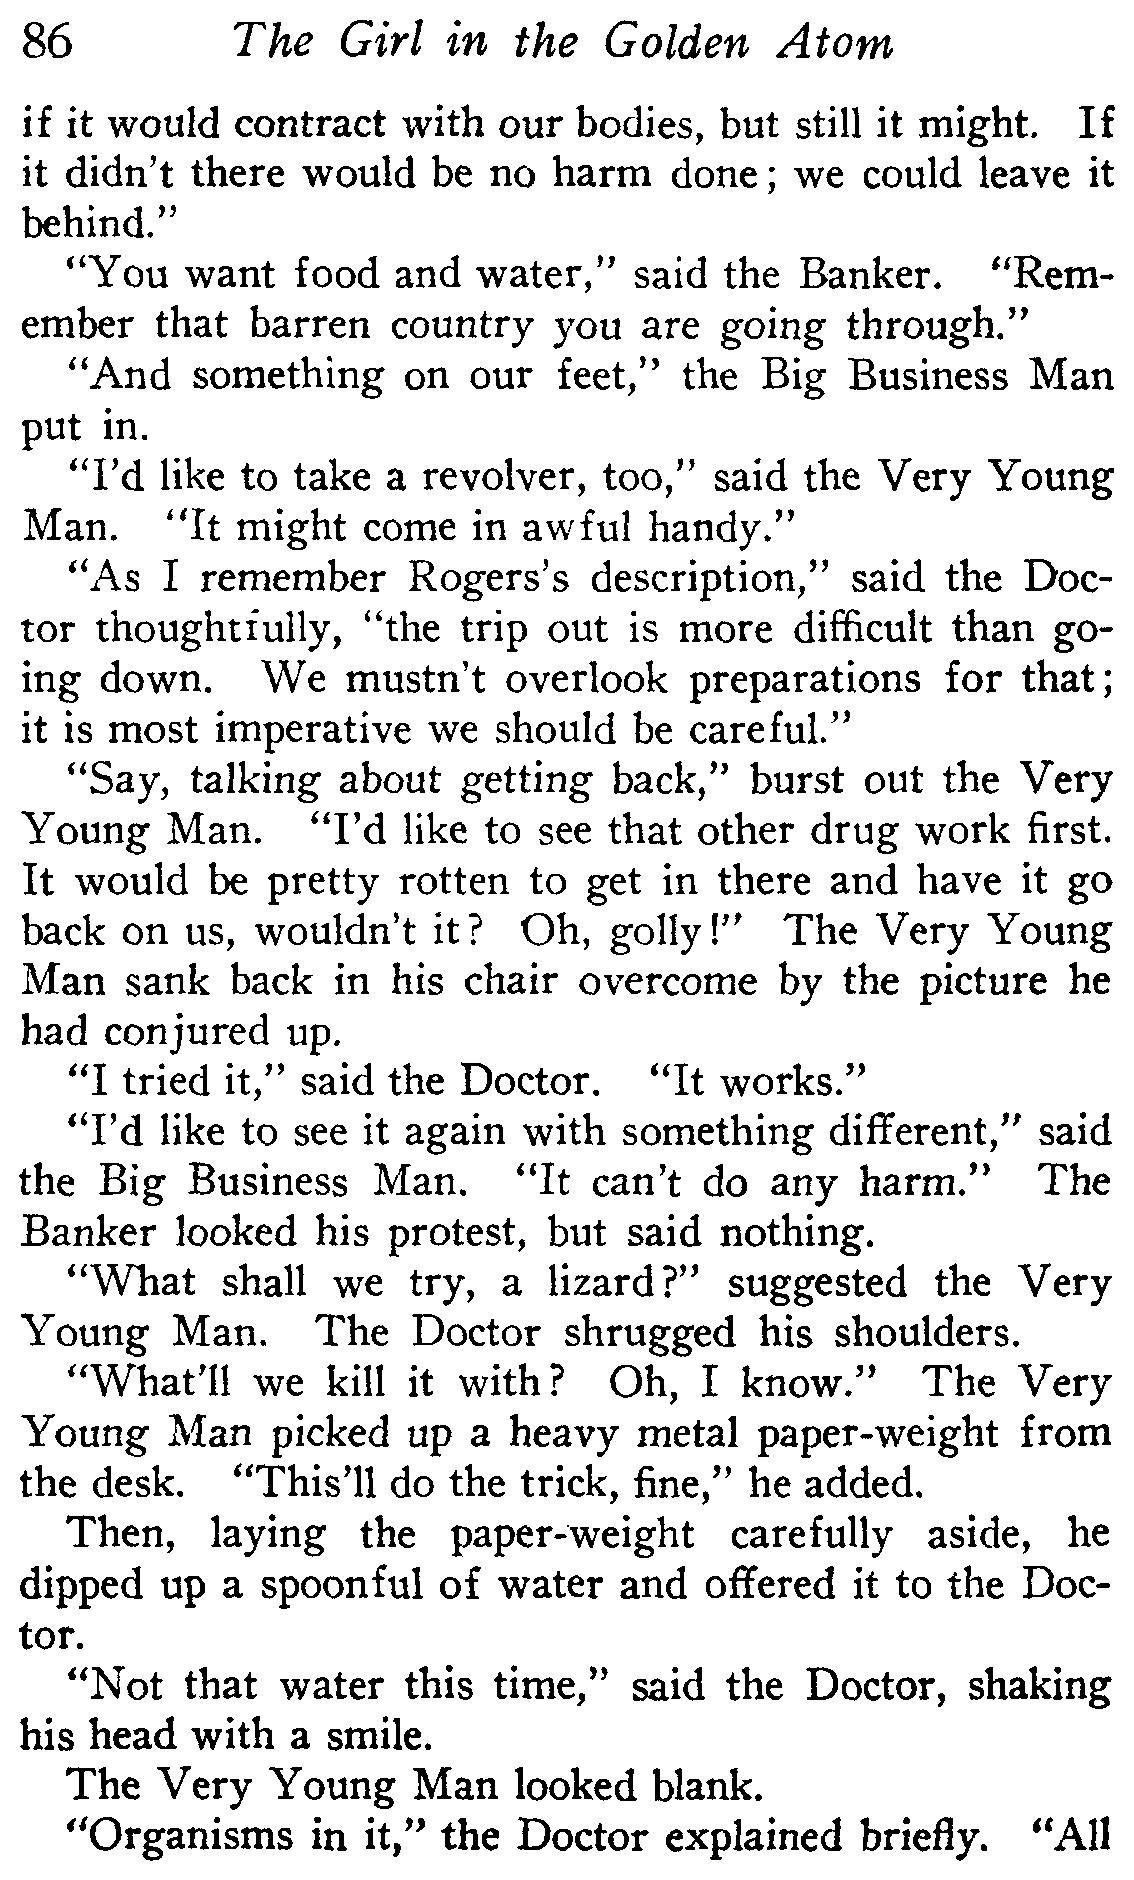 86 The Girl in the Golden Atom
if it would contract with our bodies, but still it might. If
it didn't there would be no harm done; we could leave it
behind."
"You want food and water," said the Banker. "Rem-
ember that barren country you are going through."
"And something on our feet," the Big Business Man
put in.
"I'd like to take a revolver, too," said the Very Young
Man. "It might come in awful handy."
"As I remember Rogers's description," said the Doc-
tor thoughtfully, "the trip out is more difficult than go-
ing down. We mustn't overlook preparations for that;
it is most imperative we should be careful."
"Say, talking about getting back," burst out the Very
Young Man. "I'd like to see that other drug work first.
It would be pretty rotten to get in there and have it go
back on us, wouldn't it? Oh, golly!" The Very Young
Man sank back in his chair overcome by the picture he
had conjured up.
"I tried it," said the Doctor. "It works."
"I'd like to see it again with something different," said
the Big Business Man. "It can't do any harm." The
Banker looked his protest, but said nothing.
"What shall we try, a lizard?" suggested the Very
Young Man. The Doctor shrugged his shoulders.
"What'll we kill it with? Oh, I know." The Very
Young Man picked up a heavy metal paper-weight from
the desk. "This'll do the trick, fine," he added.
Then, laying the paper-weight carefully aside, he
dipped up a spoonful of water and offered it to the Doc-
tor.
"Not that water this time," said the Doctor, shaking
his head with a smile.
The Very Young Man looked blank.
"Organisms in it," the Doctor explained briefly. "All